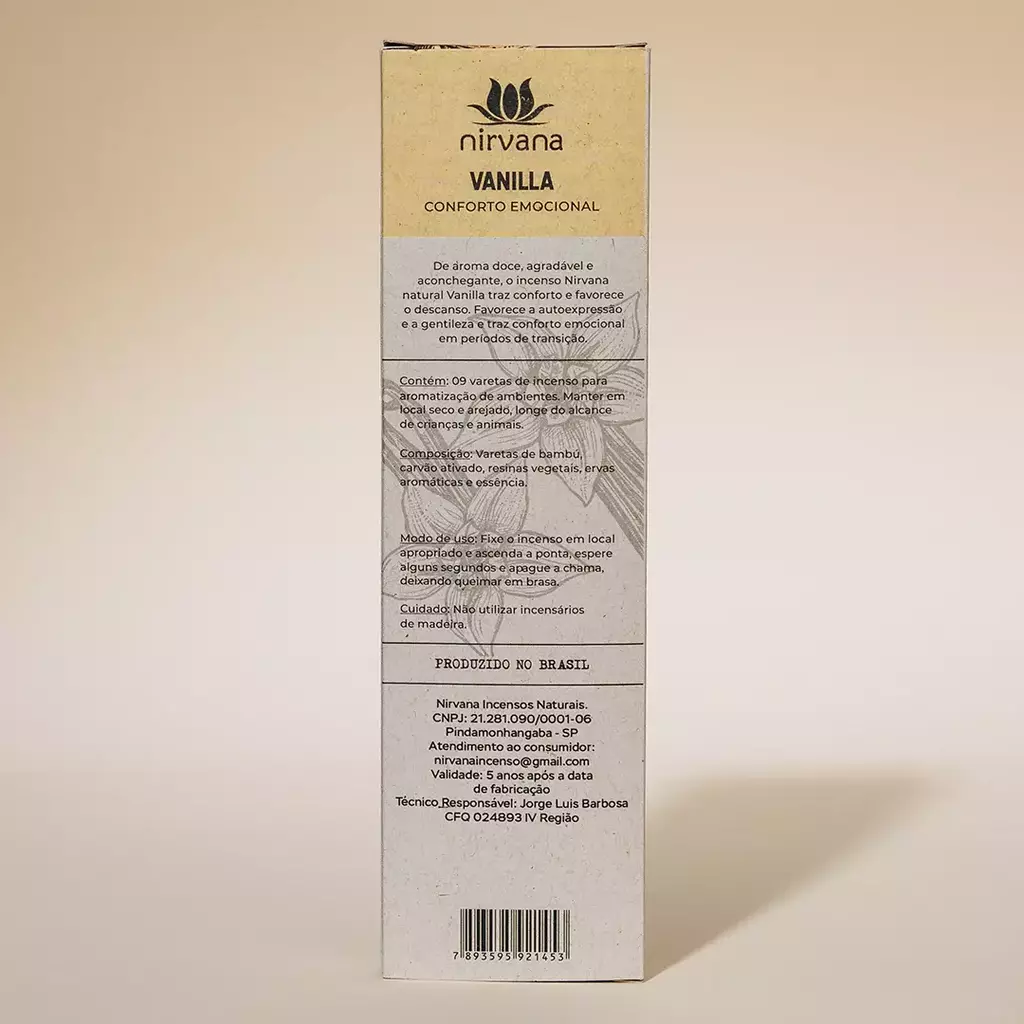 nirvana
VANILLA
CONFORTO EMOCIONAL
De aroma doce, agradável e
aconchegante, o incenso Nirvana
natural Vanilla traz conforto e favorece
o descanso. Favorece a autoexpressão
e a gentileza e traz conforto emocional
em períodos de transição.
Contém: 09 varetas de incenso para
aromatização de ambientes. Manter em
local seco e arejado, longe do alcance
de crianças e animais.
Composição: Varetas de bambú,
carvão ativado, resinas vegetais, ervas
aromáticas e essência.
Modo de uso: Fixe o incenso em local
apropriado e ascenda a ponta, espere
alguns segundos e apague a chama,
deixando queimar em brasa.
Cuidado: Não utilizar incensários
de madeira.
PRODUZIDO NO BRASIL
Nirvana Incensos Naturais.
CNPJ: 21.281.090/0001-06
Pindamonhangaba - SP
Atendimento ao consumidor:
nirvanaincenso@gmail.com
Validade: 5 anos após a data
de fabricação
Técnico Responsável: Jorge Luis Barbosa
CFQ 024893 IV Região
7 893595 921453